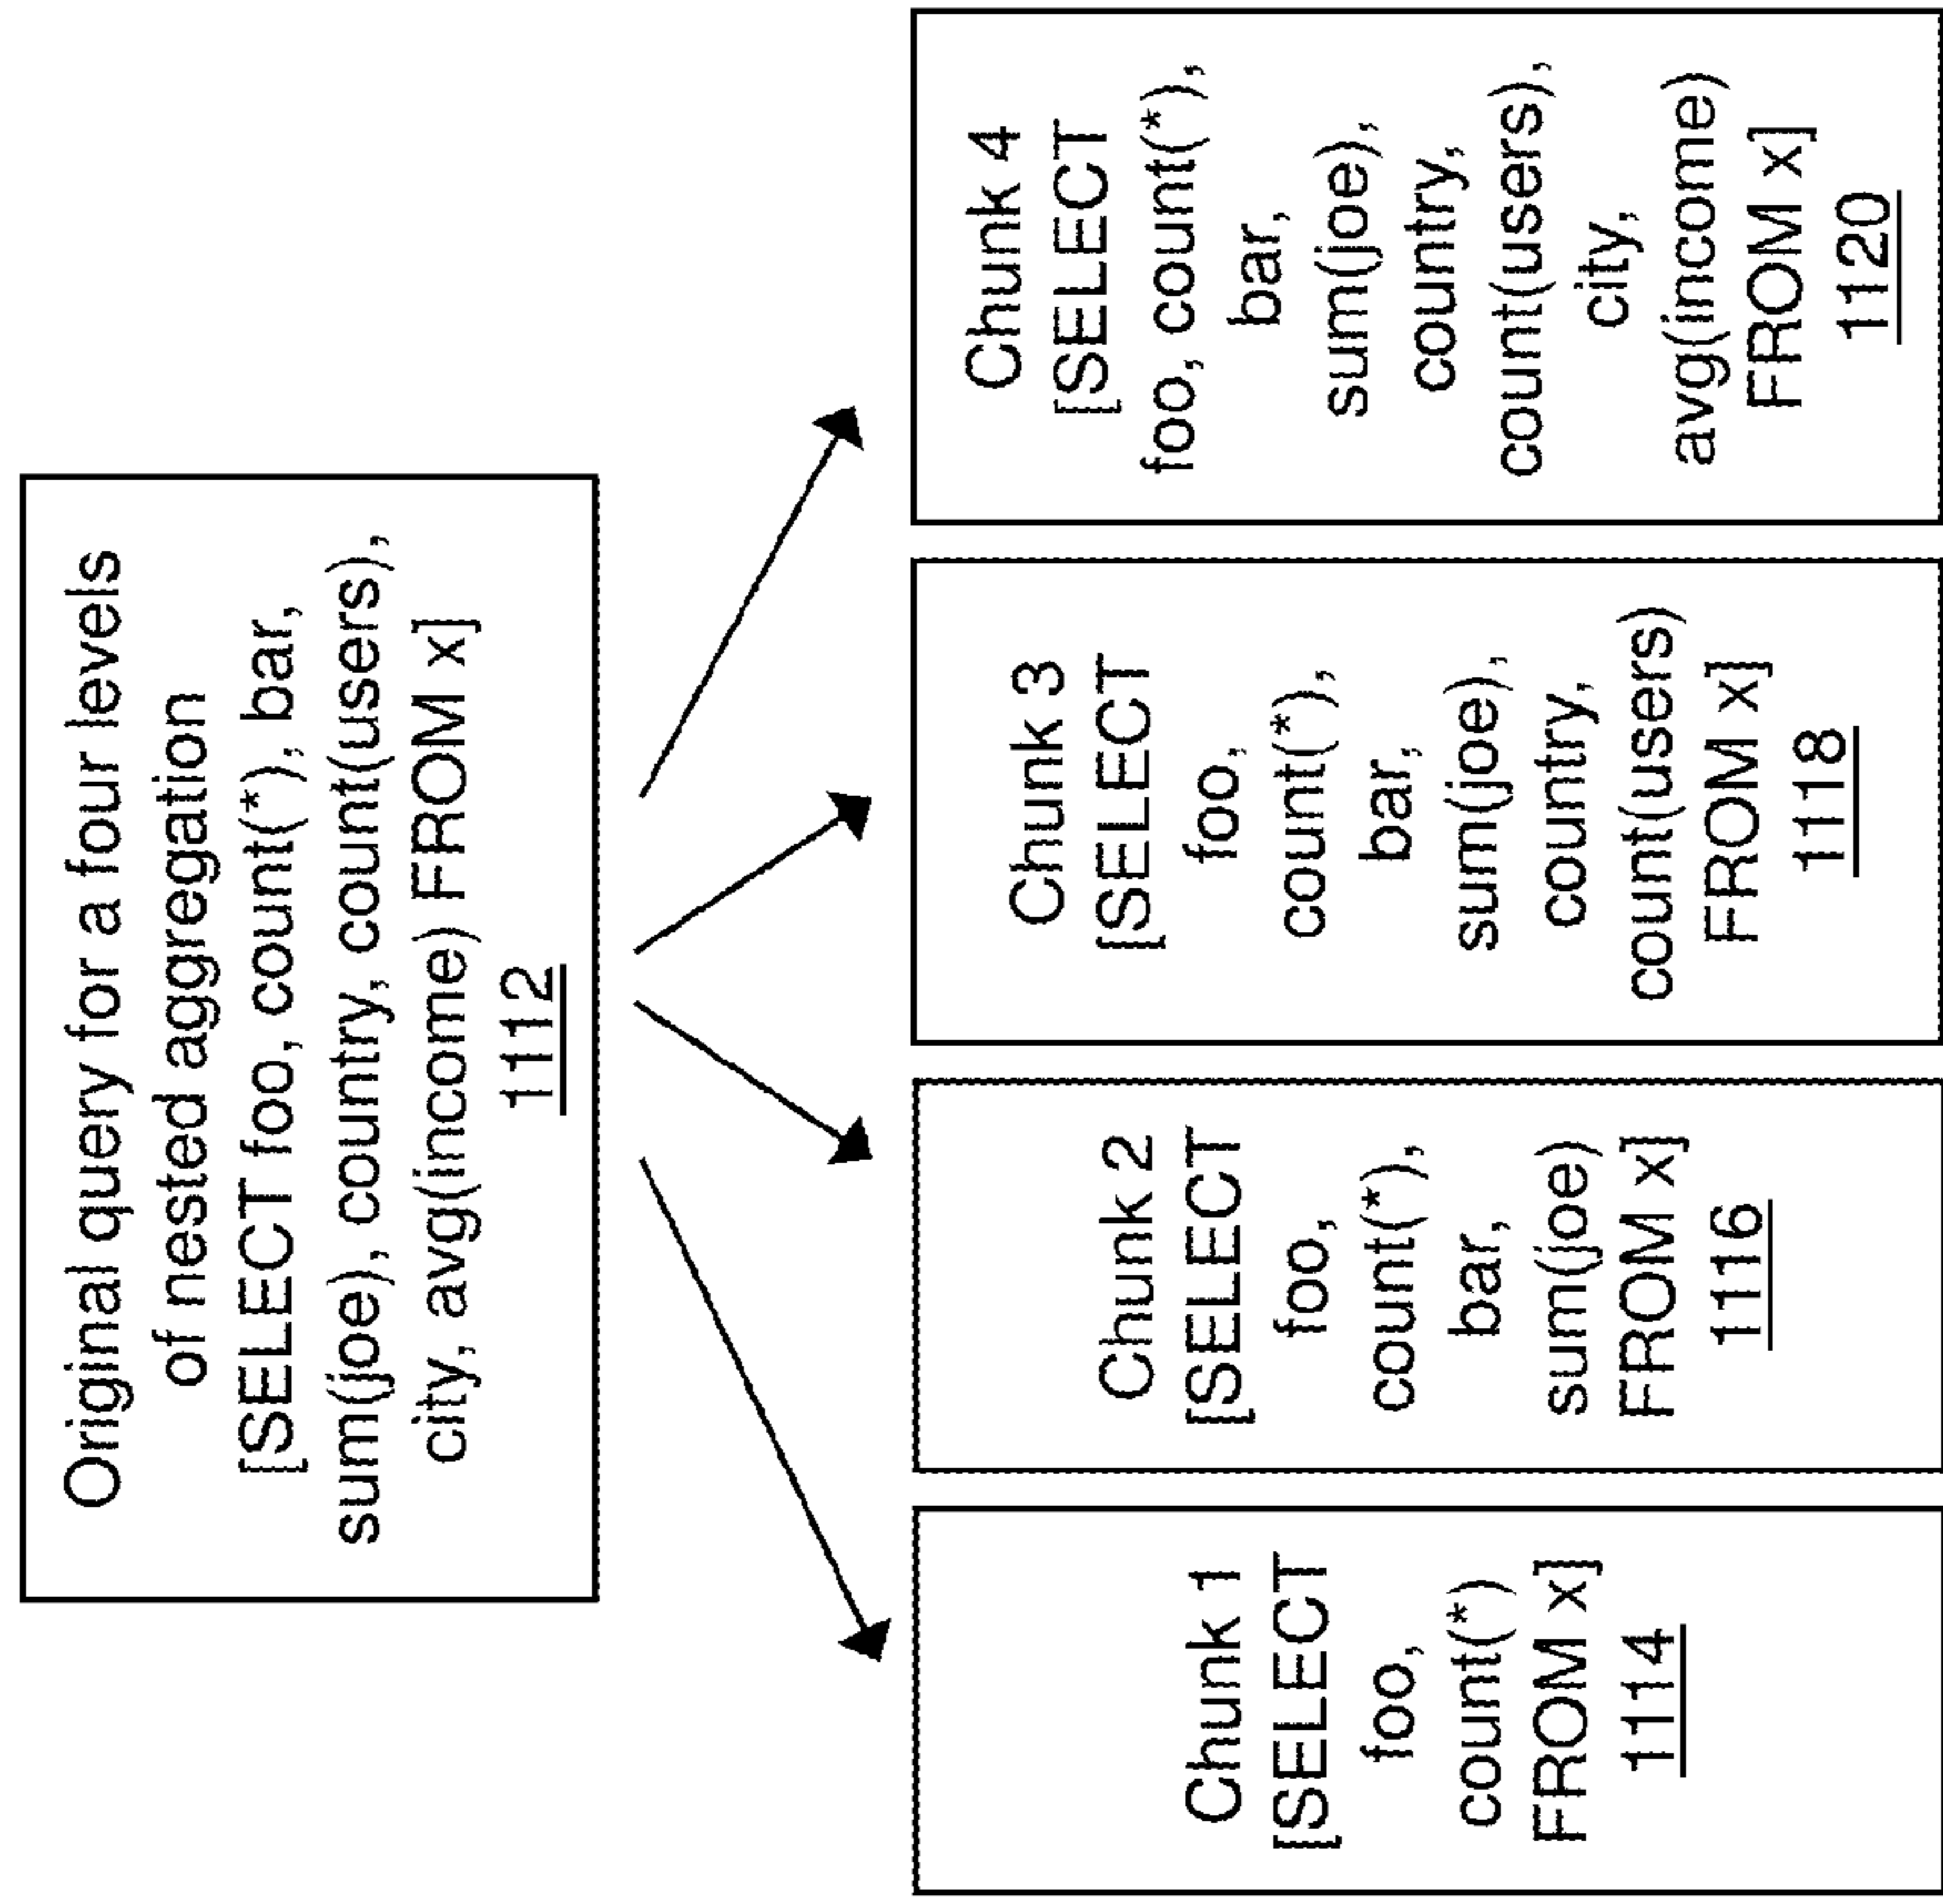 Original query for a four levels
of nested aggregation
[SELECT foo, count(*), bar,
sum(joe), country, count(users),
city, avg(income) FROM x]
1112
Chunk 1
[SELECT
foo,
count(*)
FROM x]
1114
Chunk 2
[SELECT
foo,
count(*),
bar,
sum(joe)
FROM x]
1116
Chunk 3
[SELECT
foo,
count(*),
bar,
sum(joe),
country,
count(users)
FROM x]
1118
Chunk 4
[SELECT
foo, count(*),
bar,
sum(joe),
country,
count(users),
city,
avg(income)
FROM x]
1120